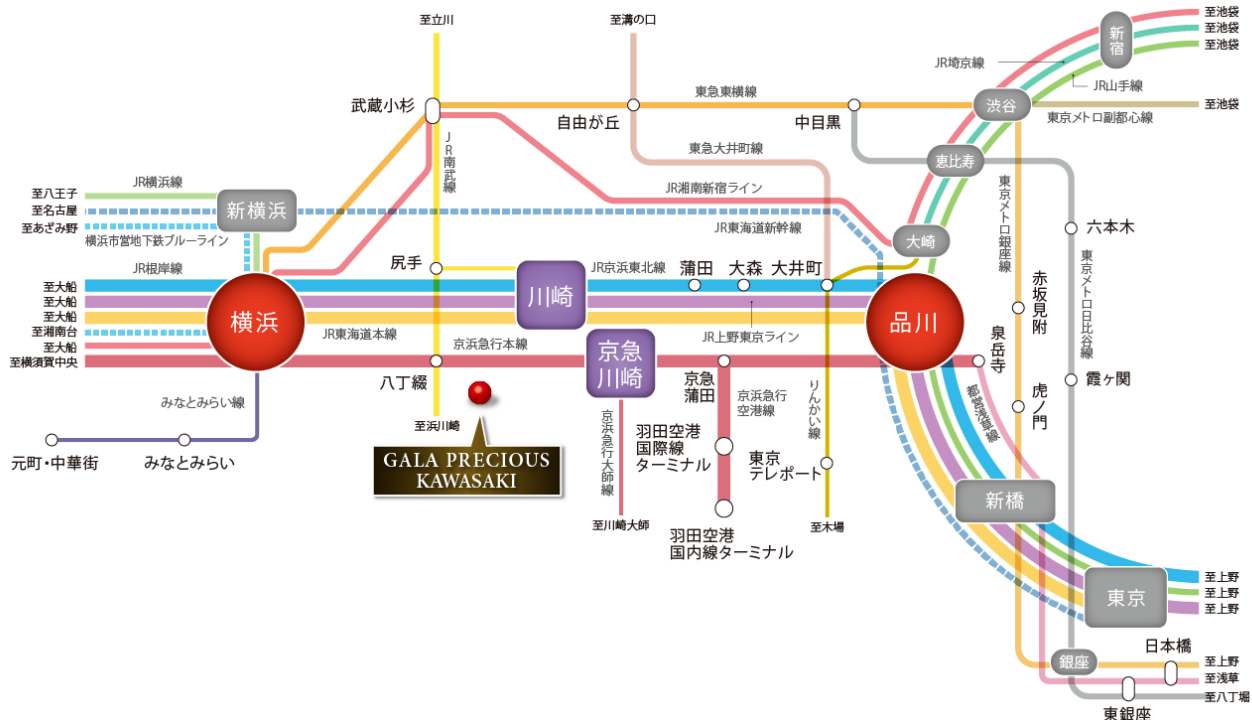 至立川
至溝の口
至池袋
至池袋
至池袋
新宿
JR埼京線
JR山手線
武蔵小杉
東急東横線
自由が丘
中目黒
渋谷
至池袋
東京メトロ副都心線
JR南武線
東急大井町線
恵比寿
JR湘南新宿ライン
東京メトロ銀座線
JR横浜線
至八王子
至名古屋
至あざみ野
新横浜
横浜市営地下鉄ブルーライン
JR東海道新幹線
大崎
六本木
東京メトロ日比谷線
JR根岸線
尻手
川崎
JR京浜東北線
蒲田
大森
大井町
赤坂見附
至大船
至大船
至大船
至湘南台
至大船
至横須賀中央
横浜
品川
JR東海道本線
JR上野東京ライン
京浜急行本線
京急
川崎
泉岳寺
八丁綴
京急
蒲田
霞ヶ関
虎ノ門
都営浅草線
みなとみらい線
元町・中華街
みなとみらい
至浜川崎
GALA PRECIOUS
KAWASAKI
京浜急行大師線
至川崎大師
京浜急行
空港線
羽田空港
国際線
ターミナル
羽田空港
国内線ターミナル
りんかい線
東京
テレポート
至木場
新橋
東京
至上野
至上野
至上野
日本橋
銀座
至上野
至浅草
至八丁堀
東銀座